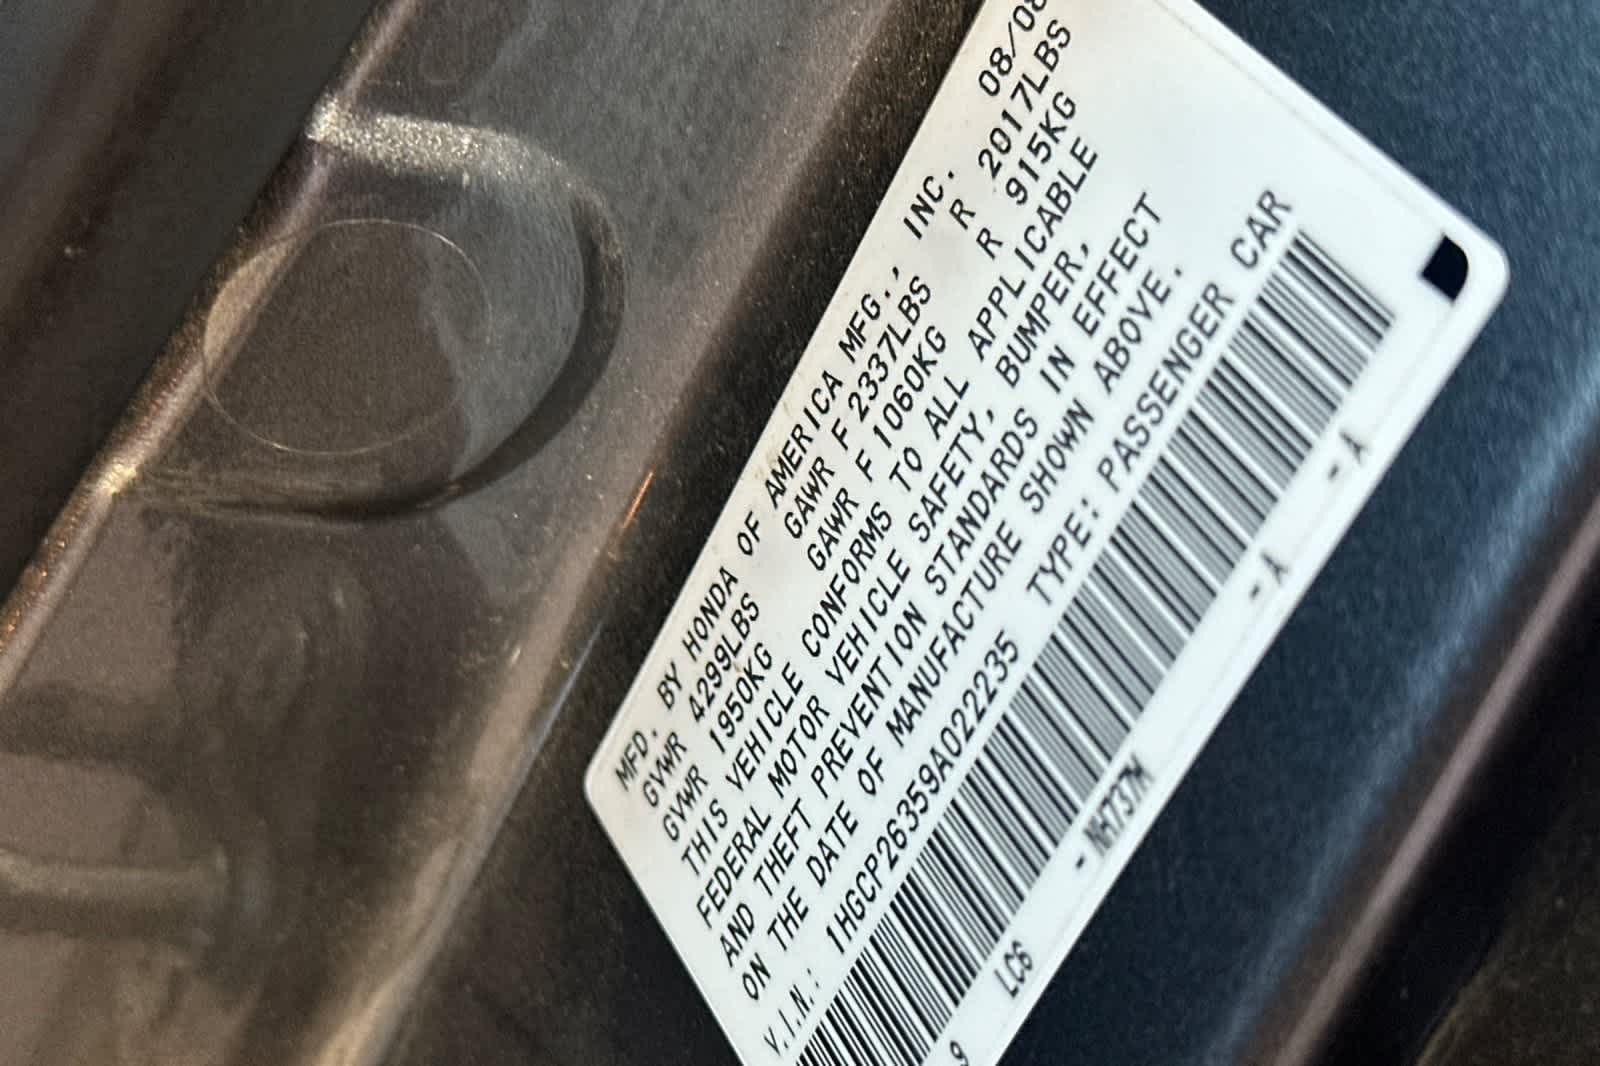 MFD. BY HONDA OF AMERICA MFG., INC. 08/08
GVWR 4299LBS GAWR F 2337LBS R 2017LBS
GVWR 1950KG GAWR F 1060KG R 915KG
THIS VEHICLE CONFORMS TO ALL APPLICABLE
FEDERAL MOTOR VEHICLE SAFETY, BUMPER,
AND THEFT PREVENTION STANDARDS IN EFFECT
ON THE DATE OF MANUFACTURE SHOWN ABOVE.
V.I.N.: 1HGCP26359A022235 TYPE: PASSENGER CAR
9 LC6 - NH737M - A - A